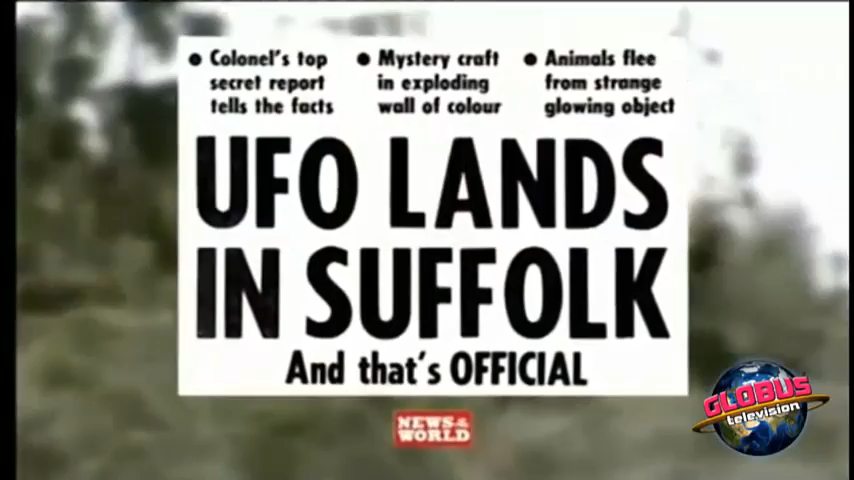 ● Colonel's top
secret report
tells the facts
● Mystery craft
in exploding
wall of colour
● Animals flee
from strange
glowing object
UFO LANDS
IN SUFFOLK
And that's OFFICIAL
NEWS OF THE
WORLD
GLOBUS
television